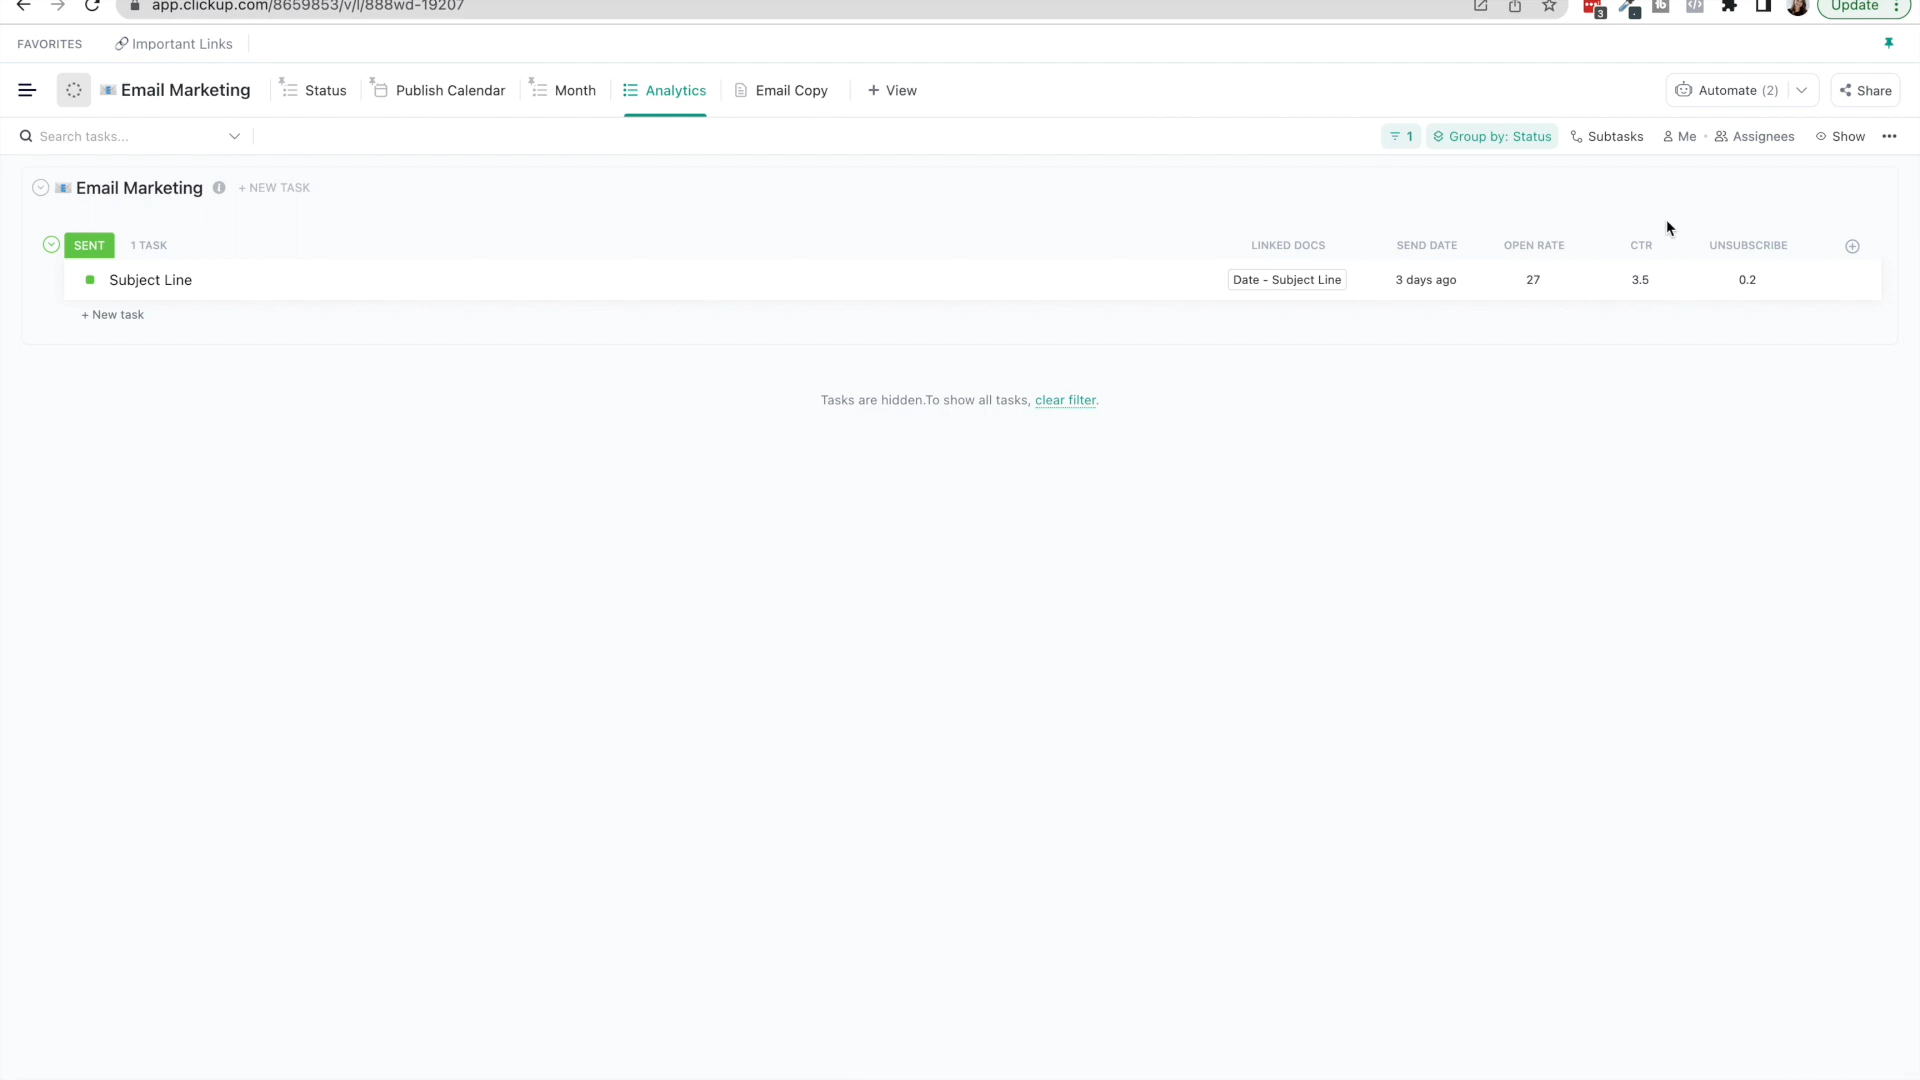 app.clickup.com/8659853/v/l/888wd-19207
3
Update
FAVORITES
Important Links
Email Marketing
Status
Publish Calendar
Month
Analytics
Email Copy
+ View
Automate (2)
Share
Search tasks...
1
Group by: Status
Subtasks
Me
Assignees
Show
Email Marketing
+ NEW TASK
SENT
1 TASK
LINKED DOCS
SEND DATE
OPEN RATE
CTR
UNSUBSCRIBE
Subject Line
Date - Subject Line
3 days ago
27
3.5
0.2
+ New task
Tasks are hidden.To show all tasks, clear filter.